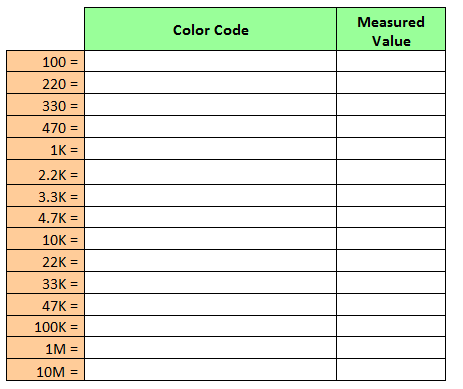 Color Code
Measured
Value
100 =
220 =
330 =
470 =
1K =
2.2K =
3.3K =
4.7K =
10K =
22K =
33K =
47K =
100K =
1M =
10M =